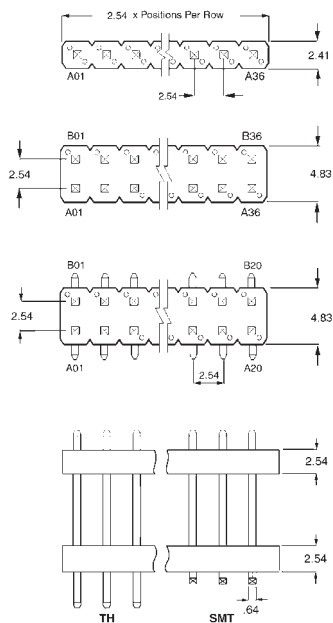 2.54 x Positions Per Row
2.41
A01
A36
2.54
B01
B36
2.54
4.83
A01
A36
B01
B20
2.54
4.83
A01
2.54
A20
2.54
2.54
.64
TH
SMT